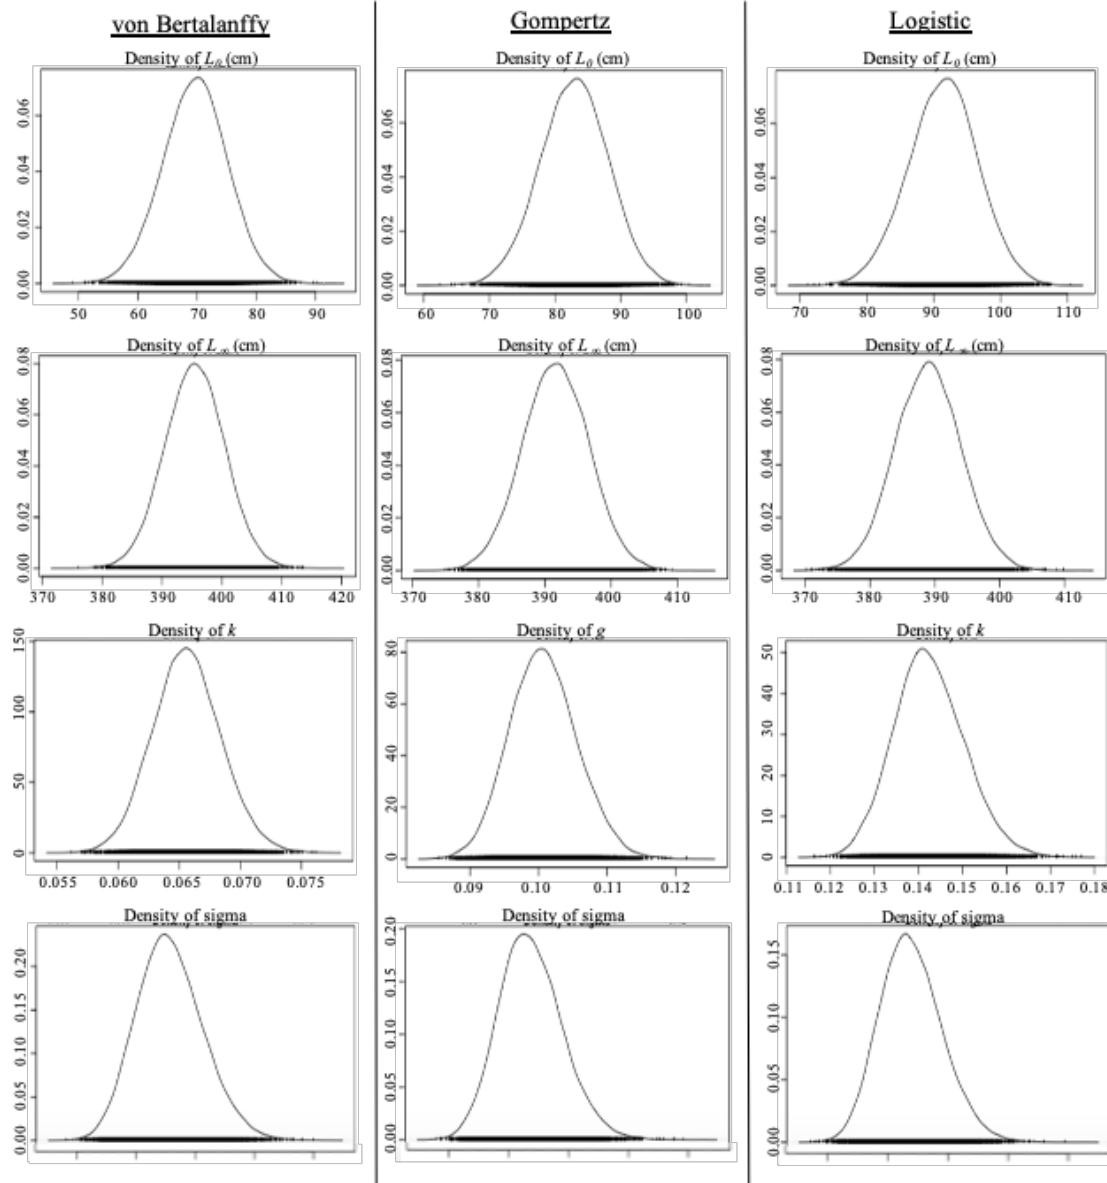 von Bertalanffy
Gompertz
Logistic
Density of L0 (cm)
Density of L0 (cm)
Density of L0 (cm)
0.00 0.02 0.04 0.06
50 60 70 80 90
0.00 0.02 0.04 0.06
60 70 80 90 100
0.00 0.02 0.04 0.06
70 80 90 100 110
Density of L∞ (cm)
Density of L∞ (cm)
Density of L∞ (cm)
0.00 0.02 0.04 0.06 0.08
370 380 390 400 410 420
0.00 0.02 0.04 0.06 0.08
370 380 390 400 410
0.00 0.02 0.04 0.06 0.08
370 380 390 400 410
Density of k
Density of g
Density of k
0 50 100 150
0.055 0.060 0.065 0.070 0.075
0 20 40 60 80
0.09 0.10 0.11 0.12
0 10 20 30 40 50
0.11 0.12 0.13 0.14 0.15 0.16 0.17 0.18
Density of sigma
Density of sigma
Density of sigma
0.00 0.05 0.10 0.15 0.20
0.00 0.05 0.10 0.15 0.20
0.00 0.05 0.10 0.15